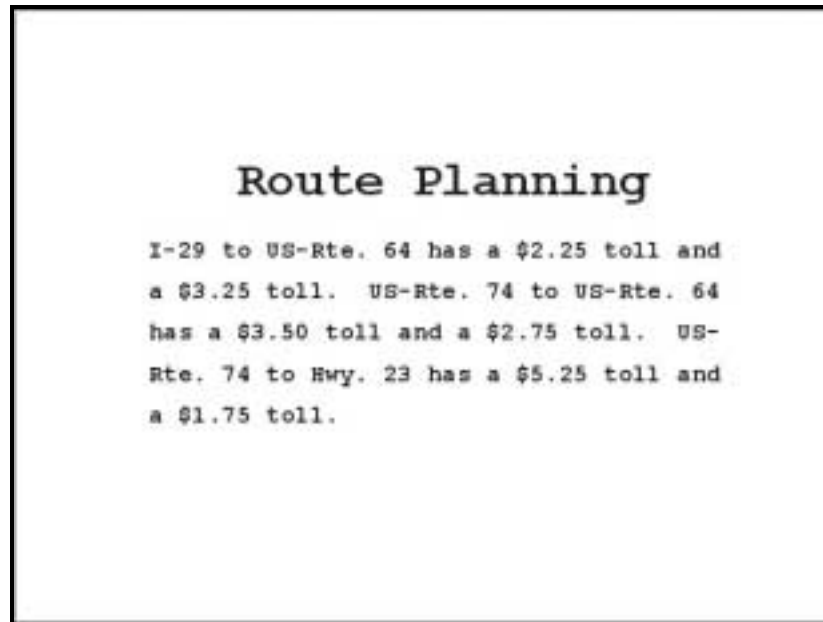 Route Planning
I-29 to US-Rte. 64 has a $2.25 toll and
a $3.25 toll.  US-Rte. 74 to US-Rte. 64
has a $3.50 toll and a $2.75 toll.  US-
Rte. 74 to Hwy. 23 has a $5.25 toll and
a $1.75 toll.